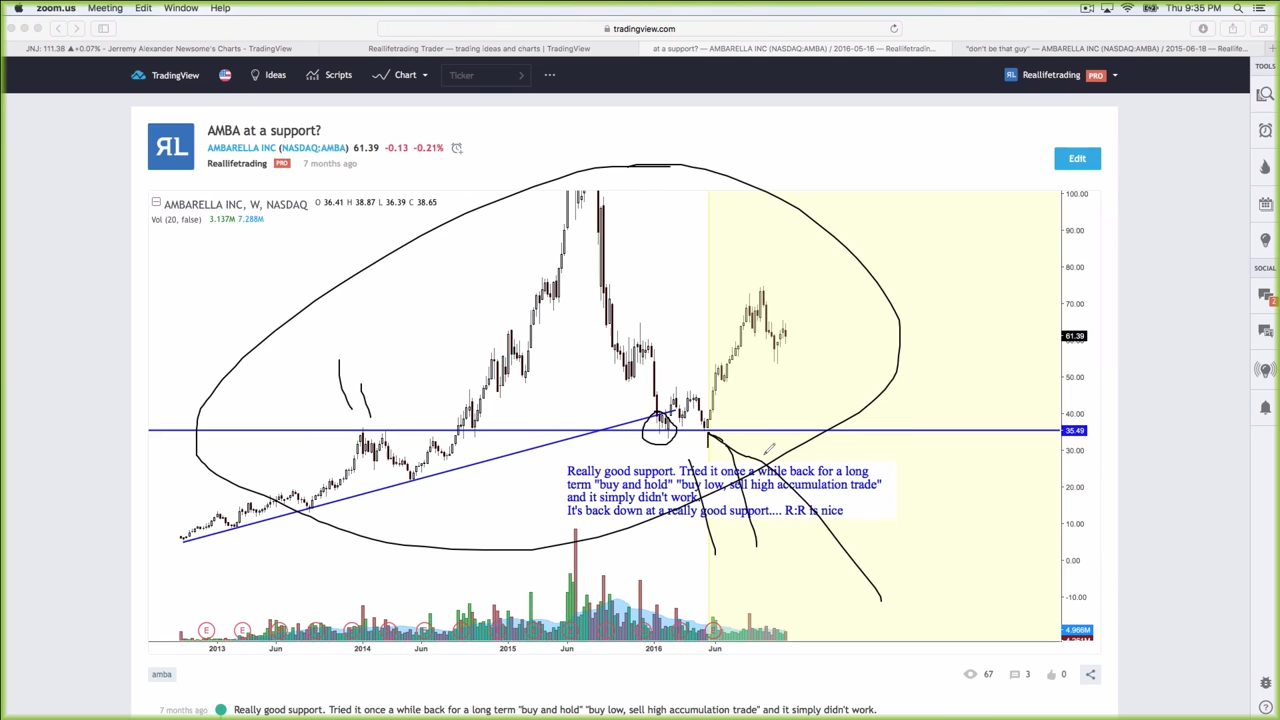 zoom.us Meeting Edit Window Help Thu 9:35 PM
tradingview.com
JNJ: 111.38 ▲+0.07% - Jerremy Alexander Newsome's Charts - TradingView
Reallifetrading Trader — trading ideas and charts | TradingView
at a support? — AMBARELLA INC (NASDAQ:AMBA) / 2016-05-16 — Reallifetradin...
"don't be that guy" — AMBARELLA INC (NASDAQ:AMBA) / 2015-06-18 — Reallife...
TradingView Ideas Scripts Chart Ticker ... ЯL Reallifetrading PRO
TOOLS
ЯL
AMBA at a support?
AMBARELLA INC (NASDAQ:AMBA) 61.39 -0.13 -0.21%
Reallifetrading PRO 7 months ago
Edit
AMBARELLA INC, W, NASDAQ O 36.41 H 38.87 L 36.39 C 38.65
Vol (20, false) 3.137M 7.288M
100.00
90.00
80.00
70.00
61.39
50.00
40.00
35.49
30.00
20.00
10.00
0.00
-10.00
4.966M
SOCIAL
2
Really good support. Tried it once a while back for a long
term "buy and hold" "buy low, sell high accumulation trade"
and it simply didn't work.
It's back down at a really good support.... R:R is nice
E E E
2013 Jun 2014 Jun 2015 Jun 2016 Jun
amba 67 3 0
7 months ago Really good support. Tried it once a while back for a long term "buy and hold" "buy low, sell high accumulation trade" and it simply didn't work.